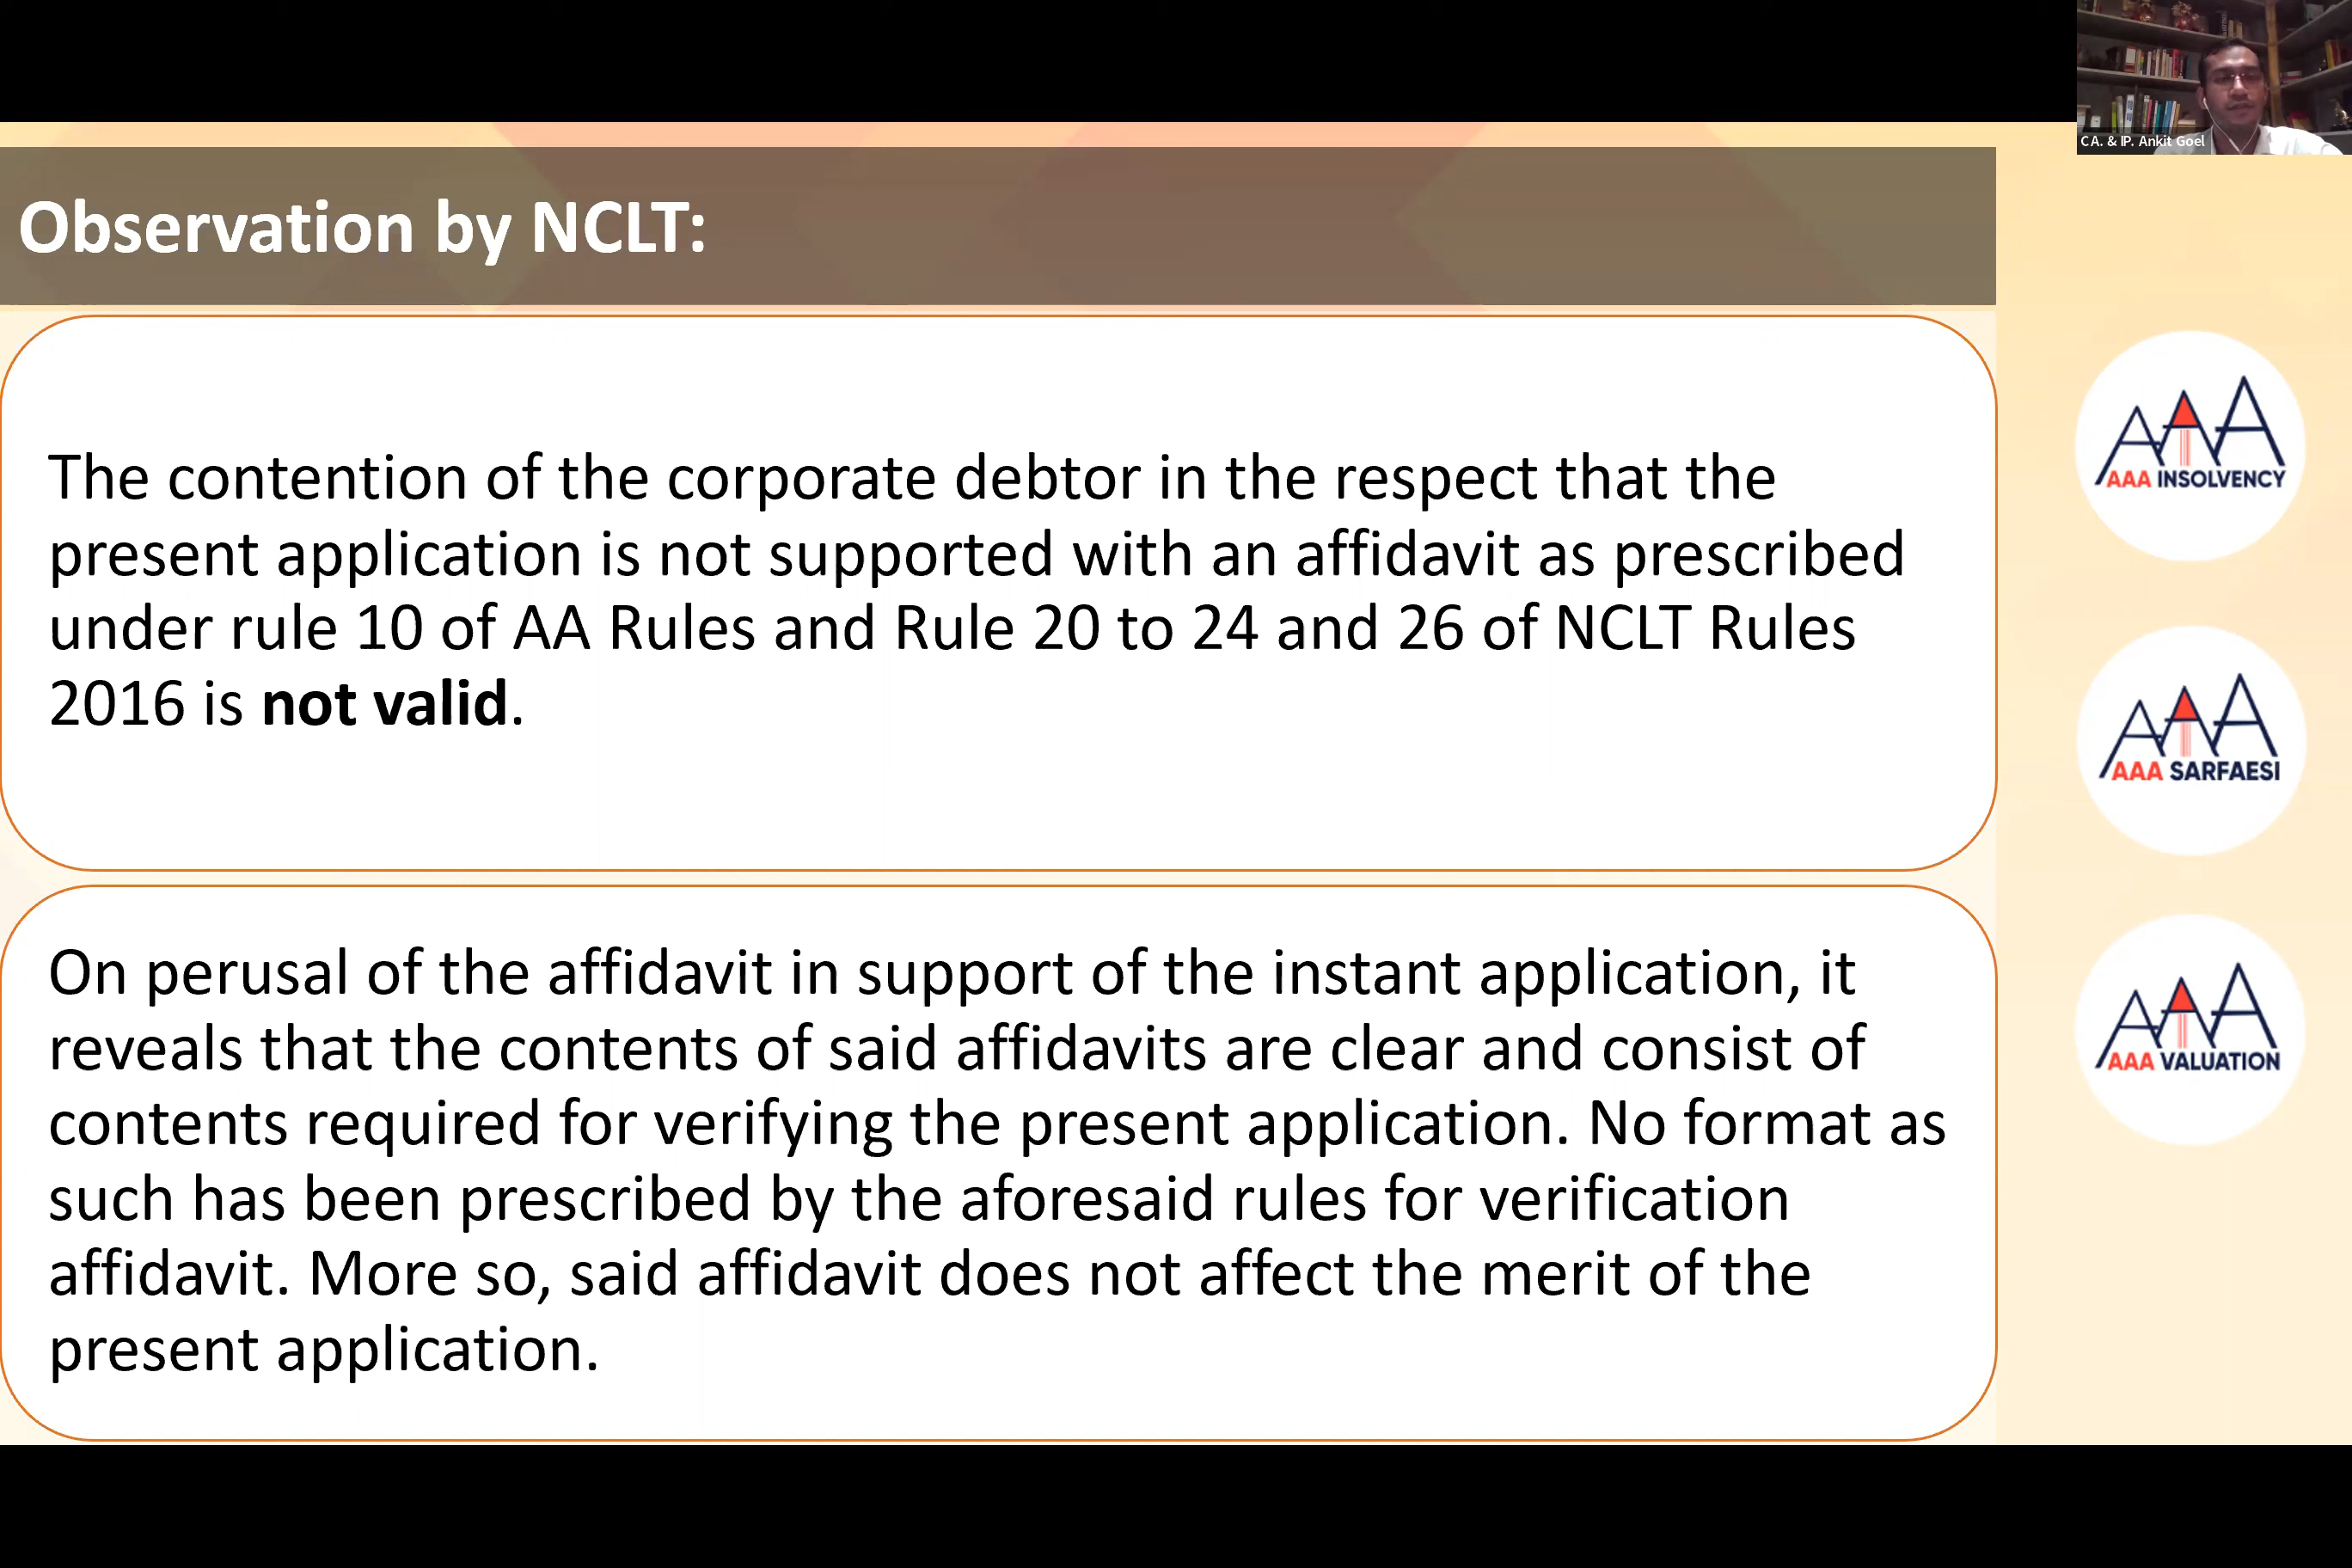 CA. & IP. Ankit Goel
Observation by NCLT:
The contention of the corporate debtor in the respect that the
present application is not supported with an affidavit as prescribed
under rule 10 of AA Rules and Rule 20 to 24 and 26 of NCLT Rules
2016 is not valid.
On perusal of the affidavit in support of the instant application, it
reveals that the contents of said affidavits are clear and consist of
contents required for verifying the present application. No format as
such has been prescribed by the aforesaid rules for verification
affidavit. More so, said affidavit does not affect the merit of the
present application.
AAA
AAA INSOLVENCY
AAA
AAA SARFAESI
AAA
AAA VALUATION